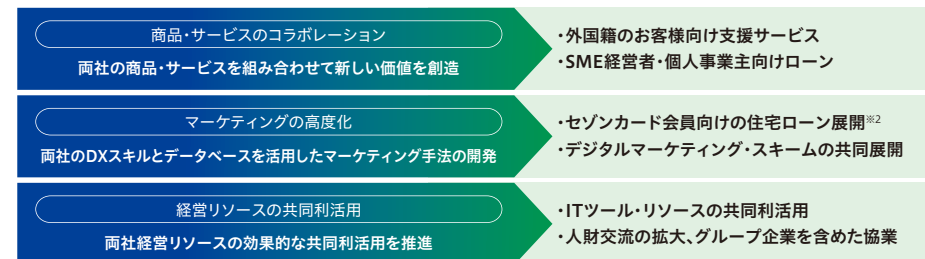 商品・サービスのコラボレーション
両社の商品・サービスを組み合わせて新しい価値を創造
・外国籍のお客様向け支援サービス
・SME経営者・個人事業主向けローン
マーケティングの高度化
両社のDXスキルとデータベースを活用したマーケティング手法の開発
・セゾンカード会員向けの住宅ローン展開※2
・デジタルマーケティング・スキームの共同展開
経営リソースの共同利活用
両社経営リソースの効果的な共同利活用を推進
・ITツール・リソースの共同利活用
・人財交流の拡大、グループ企業を含めた協業